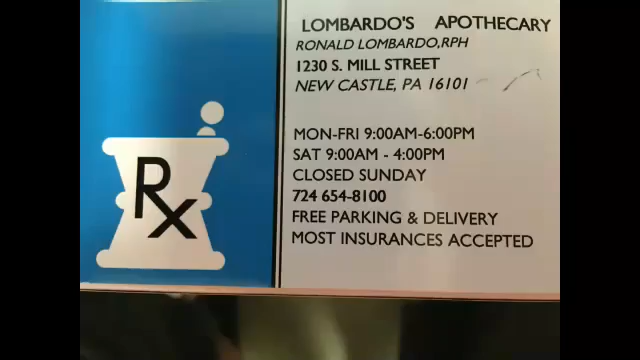 LOMBARDO'S APOTHECARY
RONALD LOMBARDO,RPH
1230 S. MILL STREET
NEW CASTLE, PA 16101
MON-FRI 9:00AM-6:00PM
SAT 9:00AM - 4:00PM
CLOSED SUNDAY
724 654-8100
FREE PARKING & DELIVERY
MOST INSURANCES ACCEPTED
Rx